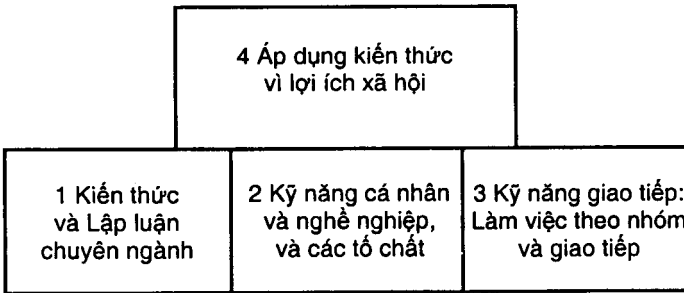 4 Áp dụng kiến thức
vì lợi ích xã hội
1 Kiến thức
và Lập luận
chuyên ngành
2 Kỹ năng cá nhân
và nghề nghiệp,
và các tố chất
3 Kỹ năng giao tiếp:
Làm việc theo nhóm
và giao tiếp